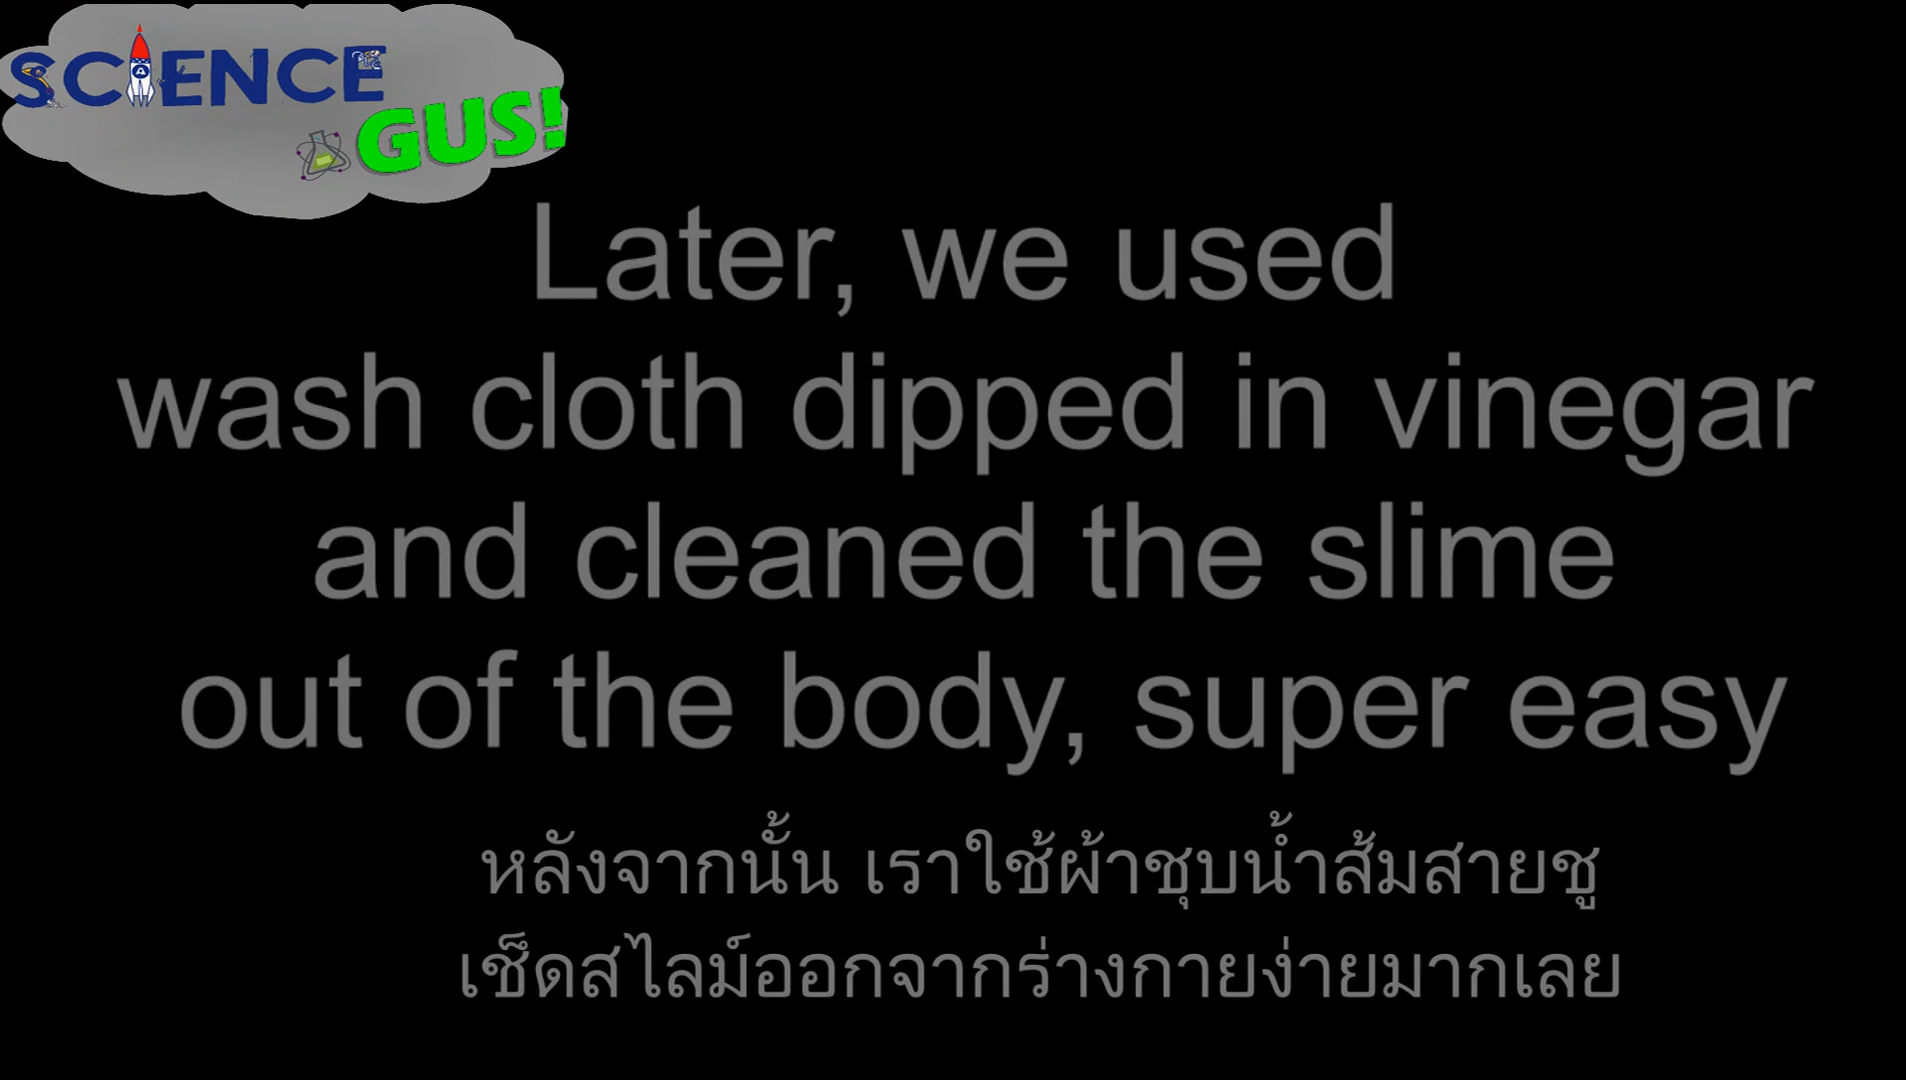 SCIENCE
GUS!
Later, we used
wash cloth dipped in vinegar
and cleaned the slime
out of the body, super easy
หลังจากนั้น เราใช้ผ้าชุบน้ำส้มสายชู
เช็ดสไลม์ออกจากร่างกายง่ายมากเลย